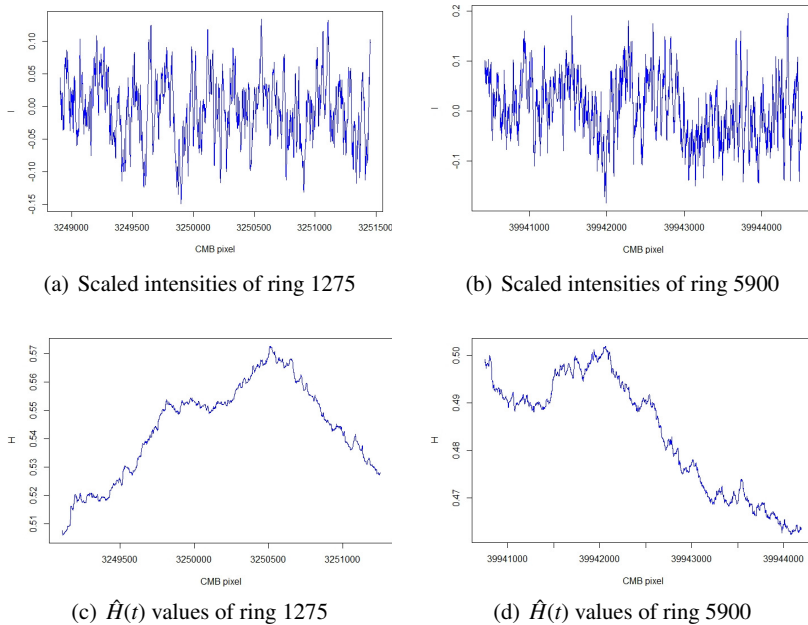 0.10
0.05
0.00
-0.05
-0.10
-0.15
I
3249000 3249500 3250000 3250500 3251000 3251500
CMB pixel
(a) Scaled intensities of ring 1275
0.2
0.1
0.0
-0.1
I
39941000 39942000 39943000 39944000
CMB pixel
(b) Scaled intensities of ring 5900
0.57
0.56
0.55
0.54
0.53
0.52
0.51
H
3249500 3250000 3250500 3251000
CMB pixel
(c) Ĥ(t) values of ring 1275
0.50
0.49
0.48
0.47
H
39941000 39942000 39943000 39944000
CMB pixel
(d) Ĥ(t) values of ring 5900